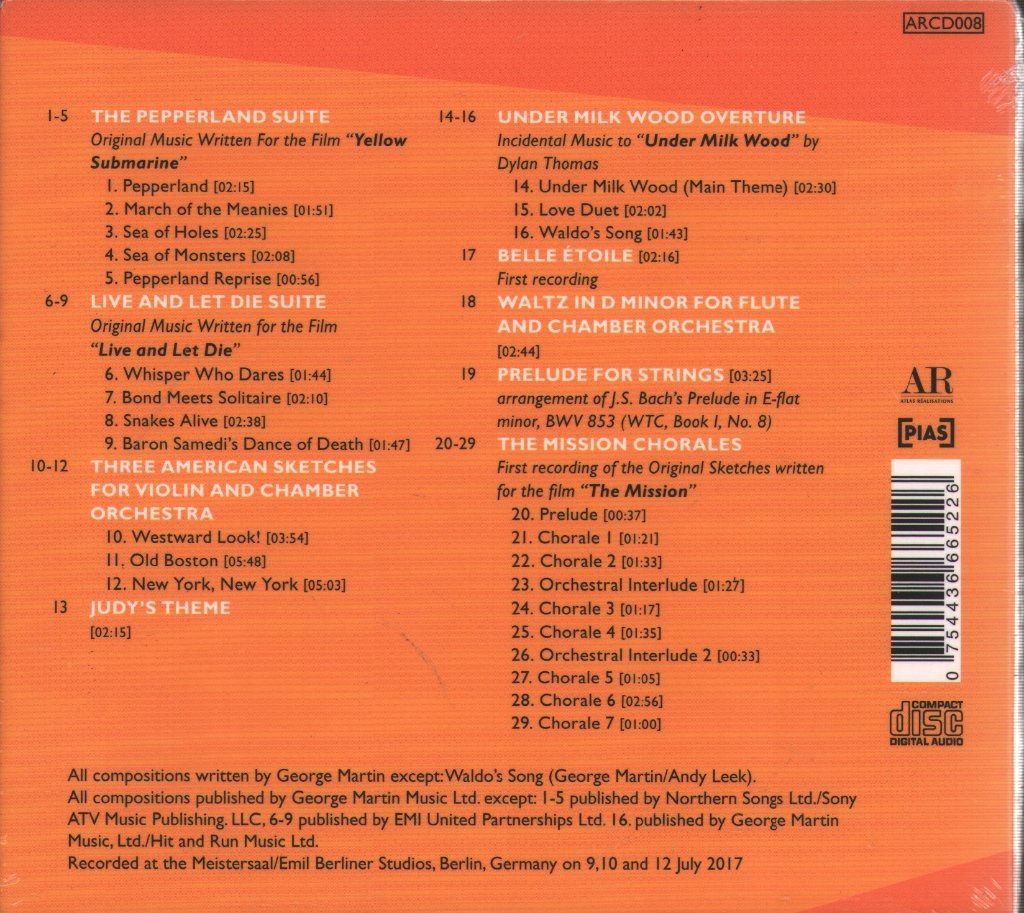 ARCD008
1-5 THE PEPPERLAND SUITE
Original Music Written For the Film “Yellow
Submarine”
1. Pepperland [02:15]
2. March of the Meanies [01:51]
3. Sea of Holes [02:25]
4. Sea of Monsters [02:08]
5. Pepperland Reprise [00:56]
6-9 LIVE AND LET DIE SUITE
Original Music Written for the Film
“Live and Let Die”
6. Whisper Who Dares [01:44]
7. Bond Meets Solitaire [02:10]
8. Snakes Alive [02:38]
9. Baron Samedi’s Dance of Death [01:47]
10-12 THREE AMERICAN SKETCHES
FOR VIOLIN AND CHAMBER
ORCHESTRA
10. Westward Look! [03:54]
11. Old Boston [05:48]
12. New York, New York [05:03]
13 JUDY’S THEME
[02:15]
14-16 UNDER MILK WOOD OVERTURE
Incidental Music to “Under Milk Wood” by
Dylan Thomas
14. Under Milk Wood (Main Theme) [02:30]
15. Love Duet [02:02]
16. Waldo’s Song [01:43]
17 BELLE ÉTOILE [02:16]
First recording
18 WALTZ IN D MINOR FOR FLUTE
AND CHAMBER ORCHESTRA
[02:44]
19 PRELUDE FOR STRINGS [03:25]
arrangement of J.S. Bach’s Prelude in E-flat
minor, BWV 853 (WTC, Book I, No. 8)
20-29 THE MISSION CHORALES
First recording of the Original Sketches written
for the film “The Mission”
20. Prelude [00:37]
21. Chorale 1 [01:21]
22. Chorale 2 [01:33]
23. Orchestral Interlude [01:27]
24. Chorale 3 [01:17]
25. Chorale 4 [01:35]
26. Orchestral Interlude 2 [00:33]
27. Chorale 5 [01:05]
28. Chorale 6 [02:56]
29. Chorale 7 [01:00]
AR
ATLAS RÉALISATIONS
[PIAS]
0 754436 665226
COMPACT
disc
DIGITAL AUDIO
All compositions written by George Martin except: Waldo’s Song (George Martin/Andy Leek).
All compositions published by George Martin Music Ltd. except: 1-5 published by Northern Songs Ltd./Sony
ATV Music Publishing. LLC, 6-9 published by EMI United Partnerships Ltd. 16. published by George Martin
Music, Ltd./Hit and Run Music Ltd.
Recorded at the Meistersaal/Emil Berliner Studios, Berlin, Germany on 9,10 and 12 July 2017